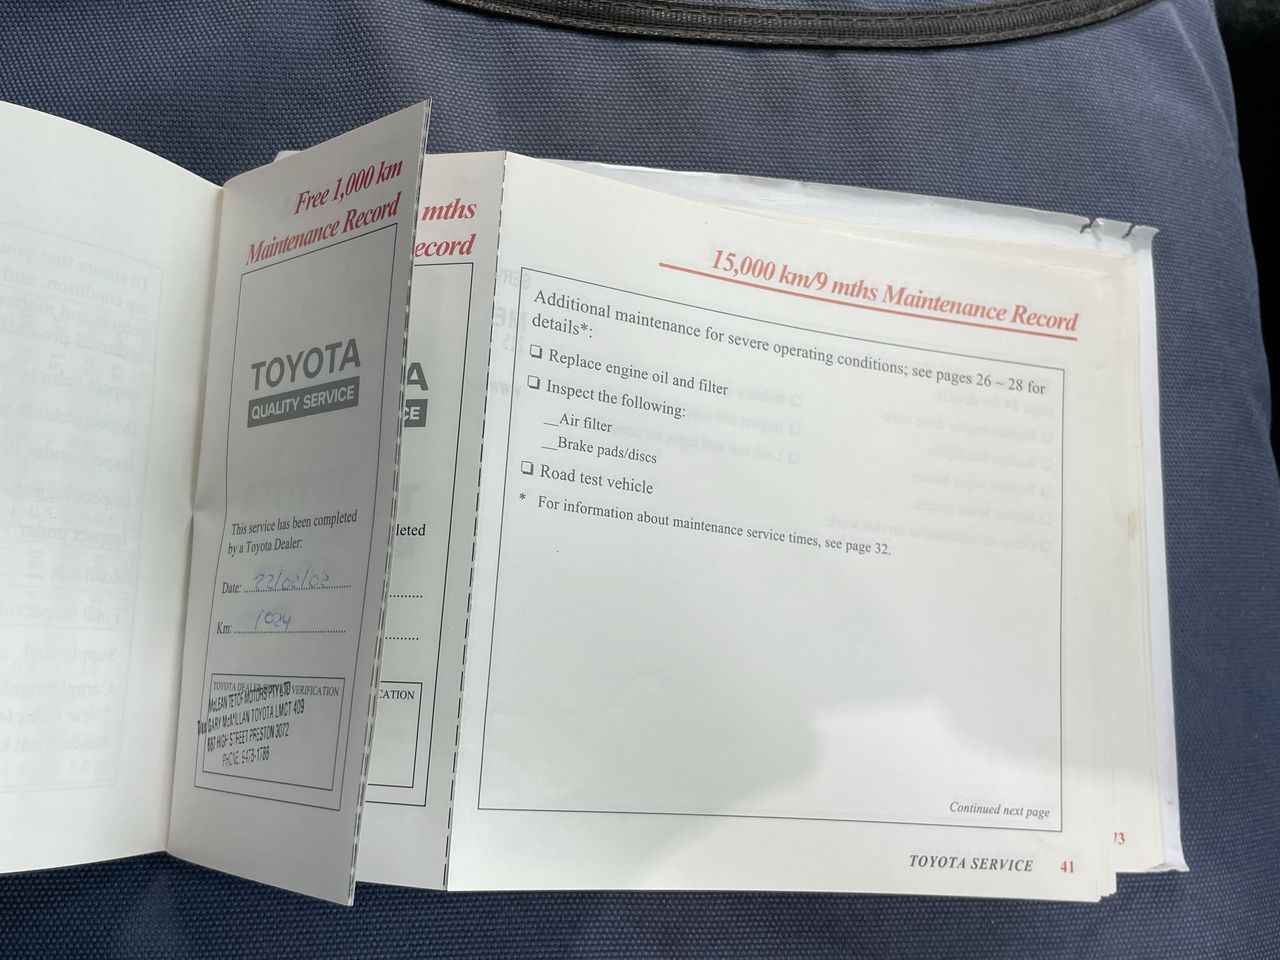 Free 1,000 km
Maintenance Record
TOYOTA
QUALITY SERVICE
This service has been completed
by a Toyota Dealer:
Date: 22/02/02
Km: 1024
TOYOTA DEALER VERIFICATION
McLEAN MOTORS PTY LTD
GARY McMILLAN TOYOTA LMCT 409
687 HIGH STREET PRESTON 3072
PHONE: 9478-1788
mths
ecord
A
CE
leted
CATION
15,000 km/9 mths Maintenance Record
Additional maintenance for severe operating conditions; see pages 26 ~ 28 for
details*:
❏ Replace engine oil and filter
❏ Inspect the following:
__Air filter
__Brake pads/discs
❏ Road test vehicle
* For information about maintenance service times, see page 32.
Continued next page
TOYOTA SERVICE 41
13